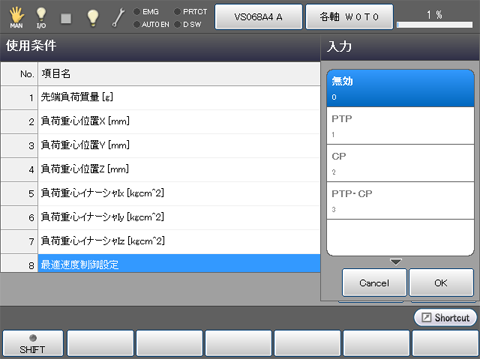 MAN
I/O
EMG
PRTCT
AUTO EN
D SW
VS068A4 A
各軸 W 0 T 0
1 %
使用条件
入力
No.
項目名
1 先端負荷質量 [g]
2 負荷重心位置X [mm]
3 負荷重心位置Y [mm]
4 負荷重心位置Z [mm]
5 負荷重心イナーシャIx [kgcm^2]
6 負荷重心イナーシャIy [kgcm^2]
7 負荷重心イナーシャIz [kgcm^2]
8 最適速度制御設定
無効
0
PTP
1
CP
2
PTP・CP
3
Cancel
OK
Shortcut
SHIFT